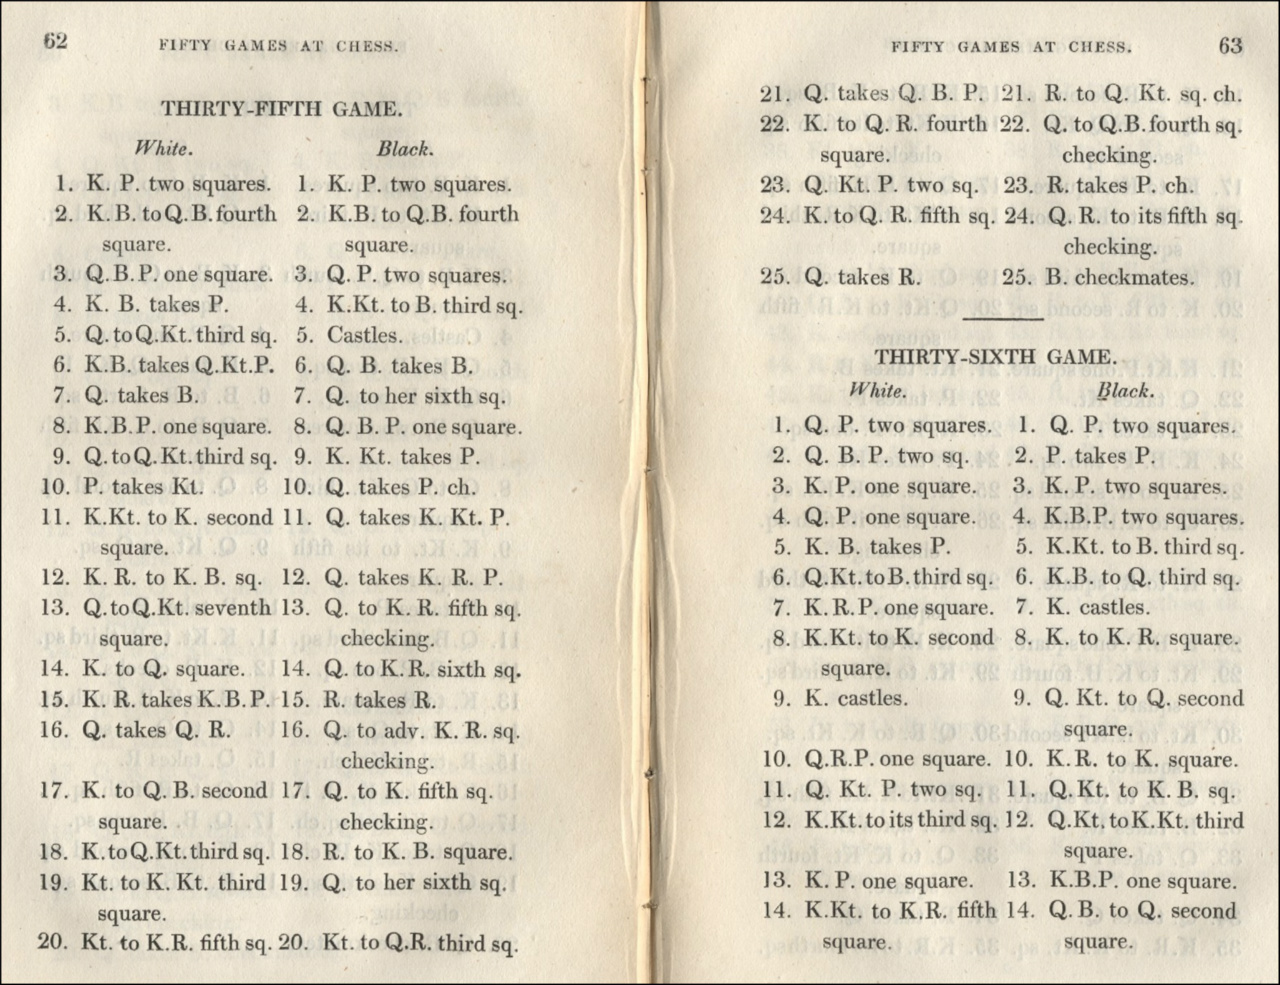 62
FIFTY GAMES AT CHESS.
THIRTY-FIFTH GAME.
White. Black.
1. K. P. two squares. 1. K. P. two squares.
2. K.B. to Q.B. fourth 2. K.B. to Q.B. fourth
square. square.
3. Q.B.P. one square. 3. Q. P. two squares.
4. K. B. takes P. 4. K.Kt. to B. third sq.
5. Q. to Q.Kt. third sq. 5. Castles.
6. K.B. takes Q.Kt.P. 6. Q. B. takes B.
7. Q. takes B. 7. Q. to her sixth sq.
8. K.B.P. one square. 8. Q. B. P. one square.
9. Q. to Q.Kt. third sq. 9. K. Kt. takes P.
10. P. takes Kt. 10. Q. takes P. ch.
11. K.Kt. to K. second 11. Q. takes K. Kt. P.
square.
12. K. R. to K. B. sq. 12. Q. takes K. R. P.
13. Q. to Q.Kt. seventh 13. Q. to K. R. fifth sq.
square. checking.
14. K. to Q. square. 14. Q. to K.R. sixth sq.
15. K. R. takes K.B.P. 15. R. takes R.
16. Q. takes Q. R. 16. Q. to adv. K. R. sq.
checking.
17. K. to Q.B. second 17. Q. to K. fifth sq.
square. checking.
18. K. to Q.Kt. third sq. 18. R. to K. B. square.
19. Kt. to K. Kt. third 19. Q. to her sixth sq.
square.
20. Kt. to K.R. fifth sq. 20. Kt. to Q.R. third sq.
FIFTY GAMES AT CHESS.
63
21. Q. takes Q. B. P. 21. R. to Q. Kt. sq. ch.
22. K. to Q. R. fourth 22. Q. to Q.B. fourth sq.
square. checking.
23. Q. Kt. P. two sq. 23. R. takes P. ch.
24. K. to Q. R. fifth sq. 24. Q. R. to its fifth sq.
checking.
25. Q. takes R. 25. B. checkmates.
THIRTY-SIXTH GAME.
White. Black.
1. Q. P. two squares. 1. Q. P. two squares.
2. Q. B. P. two sq. 2. P. takes P.
3. K. P. one square. 3. K. P. two squares.
4. Q. P. one square. 4. K.B.P. two squares.
5. K. B. takes P. 5. K.Kt. to B. third sq.
6. Q.Kt. to B. third sq. 6. K.B. to Q. third sq.
7. K.R.P. one square. 7. K. castles.
8. K.Kt. to K. second 8. K. to K. R. square.
square.
9. K. castles. 9. Q. Kt. to Q. second
square.
10. Q.R.P. one square. 10. K.R. to K. square.
11. Q. Kt. P. two sq. 11. Q.Kt. to K. B. sq.
12. K.Kt. to its third sq. 12. Q.Kt. to K.Kt. third
square.
13. K. P. one square. 13. K.B.P. one square.
14. K.Kt. to K.R. fifth 14. Q. B. to Q. second
square. square.